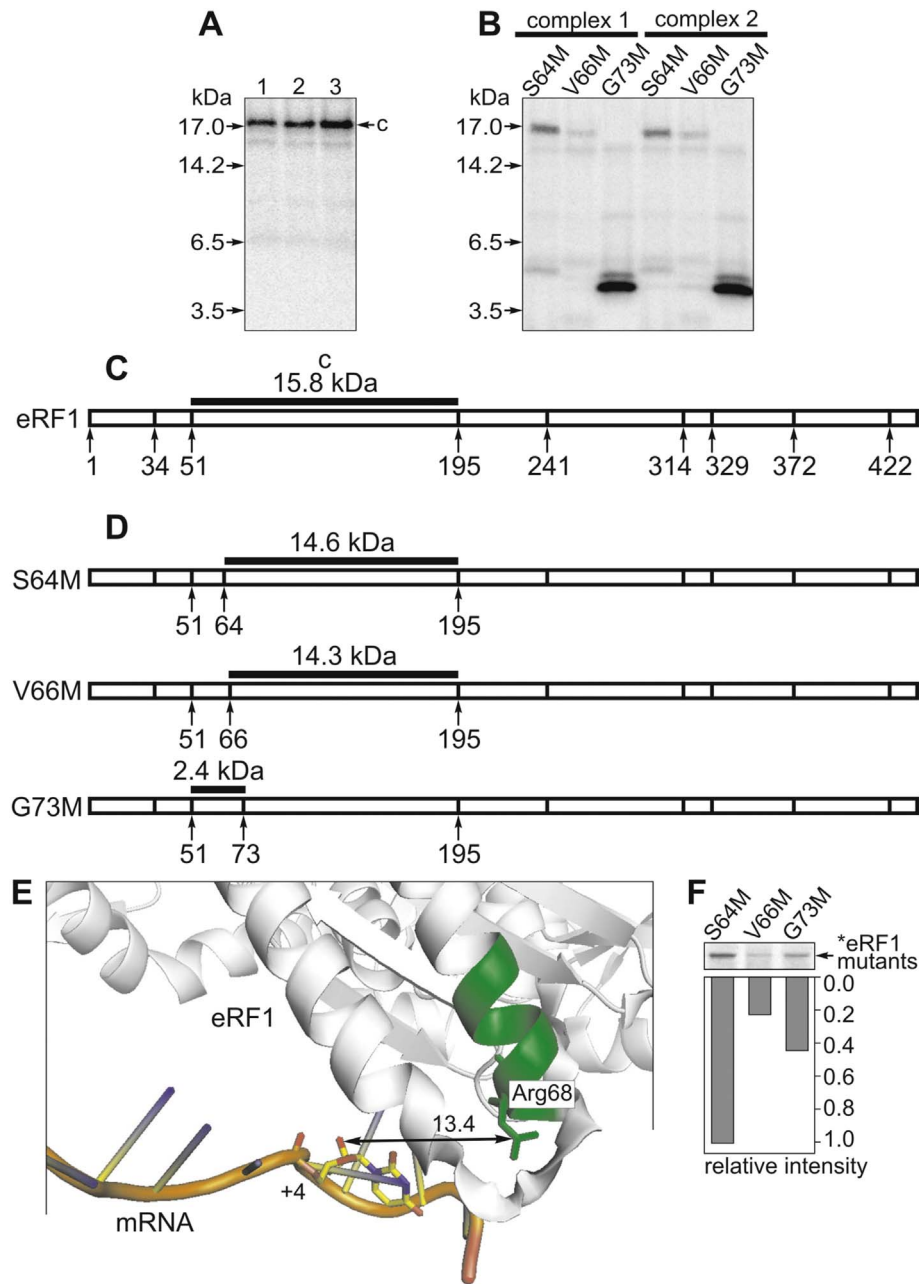 A
B
complex 1 complex 2
1 2 3
S64M V66M G73M S64M V66M G73M
kDa
17.0
14.2
6.5
3.5
c
kDa
17.0
14.2
6.5
3.5
C
c
15.8 kDa
eRF1
1 34 51 195 241 314 329 372 422
D
14.6 kDa
S64M
51 64 195
14.3 kDa
V66M
51 66 195
2.4 kDa
G73M
51 73 195
E
eRF1
Arg68
13.4
+4
mRNA
F
S64M V66M G73M
*eRF1
mutants
0.0
0.2
0.4
0.6
0.8
1.0
relative intensity